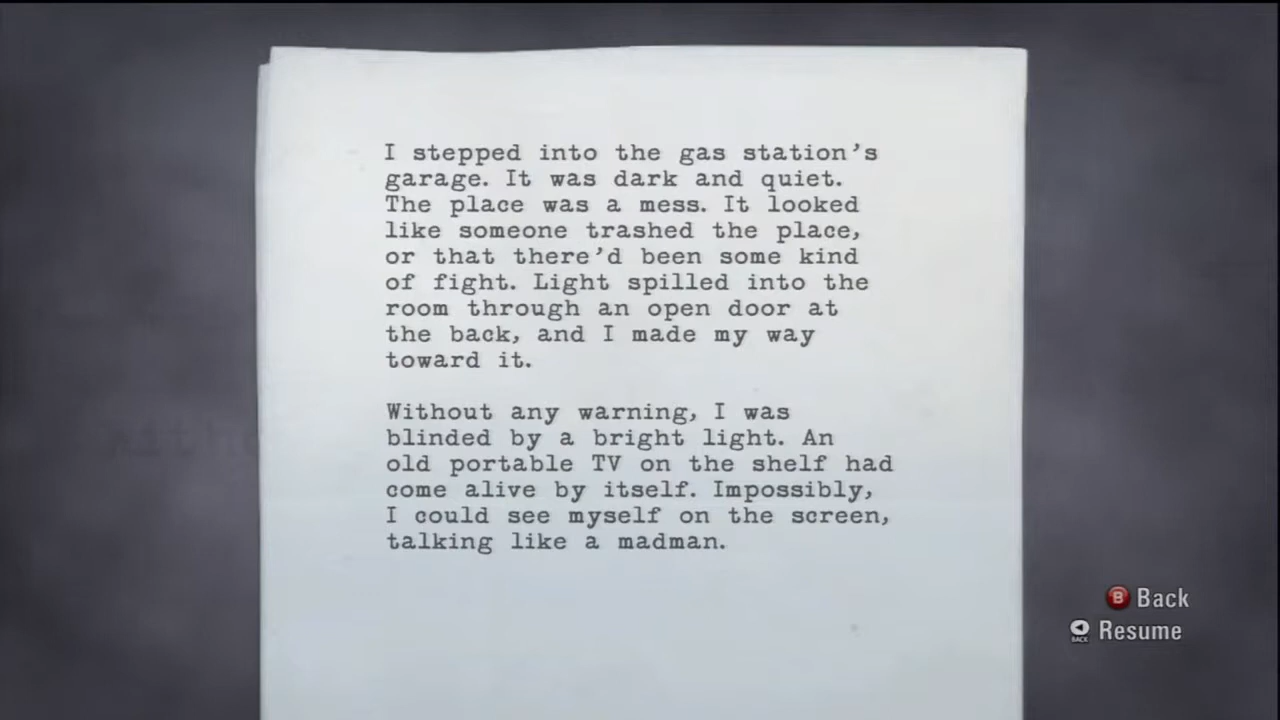 I stepped into the gas station's
garage. It was dark and quiet.
The place was a mess. It looked
like someone trashed the place,
or that there'd been some kind
of fight. Light spilled into the
room through an open door at
the back, and I made my way
toward it.
Without any warning, I was
blinded by a bright light. An
old portable TV on the shelf had
come alive by itself. Impossibly,
I could see myself on the screen,
talking like a madman.
B Back
BACK Resume